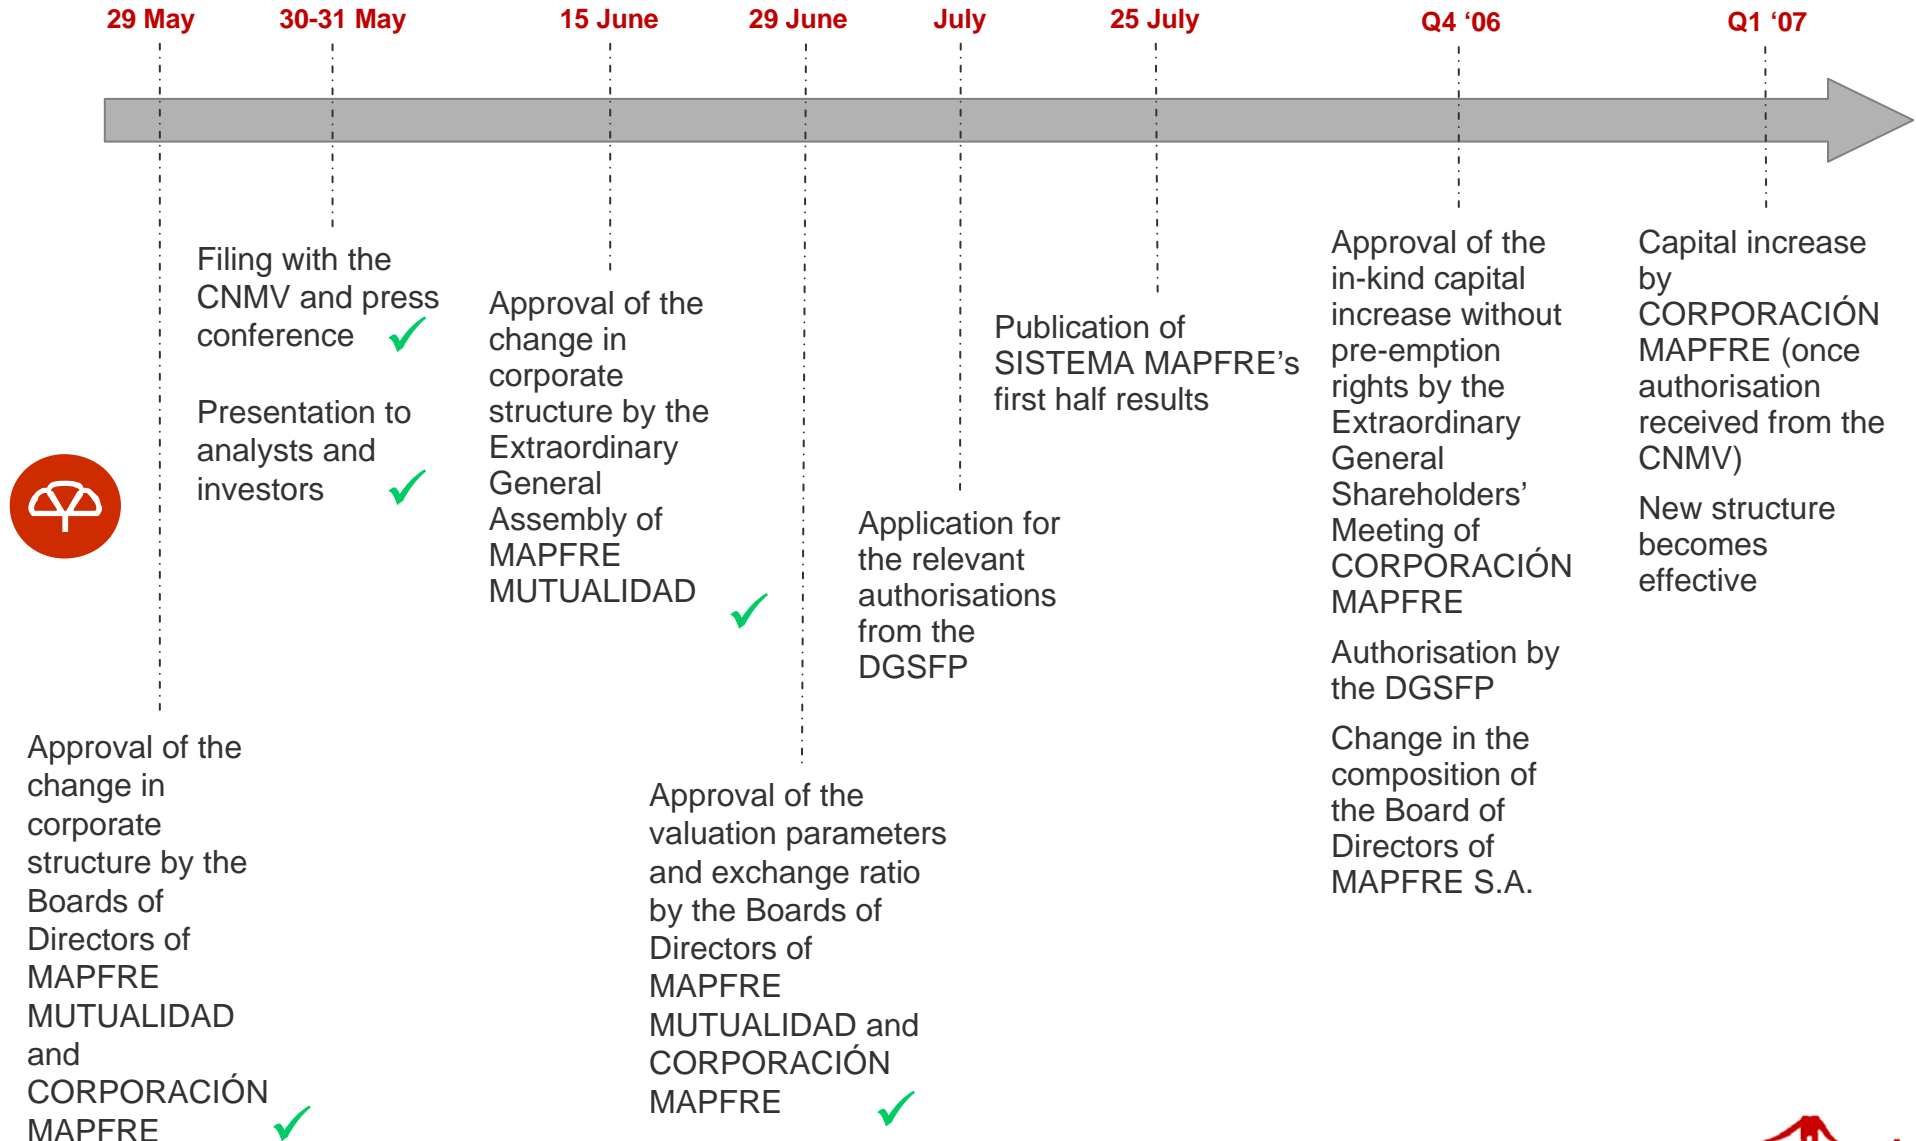 29 May
30-31 May
15 June
29 June
July
25 July
Q4 ‘06
Q1 ‘07
Approval of the
change in
corporate
structure by the
Boards of
Directors of
MAPFRE
MUTUALIDAD
and
CORPORACIÓN
MAPFRE
Filing with the
CNMV and press
conference
Presentation to
analysts and
investors
Approval of the
change in
corporate
structure by the
Extraordinary
General
Assembly of
MAPFRE
MUTUALIDAD
Approval of the
valuation parameters
and exchange ratio
by the Boards of
Directors of
MAPFRE
MUTUALIDAD and
CORPORACIÓN
MAPFRE
Application for
the relevant
authorisations
from the
DGSFP
Publication of
SISTEMA MAPFRE’s
first half results
Approval of the
in-kind capital
increase without
pre-emption
rights by the
Extraordinary
General
Shareholders’
Meeting of
CORPORACIÓN
MAPFRE
Authorisation by
the DGSFP
Change in the
composition of
the Board of
Directors of
MAPFRE S.A.
Capital increase
by
CORPORACIÓN
MAPFRE (once
authorisation
received from the
CNMV)
New structure
becomes
effective